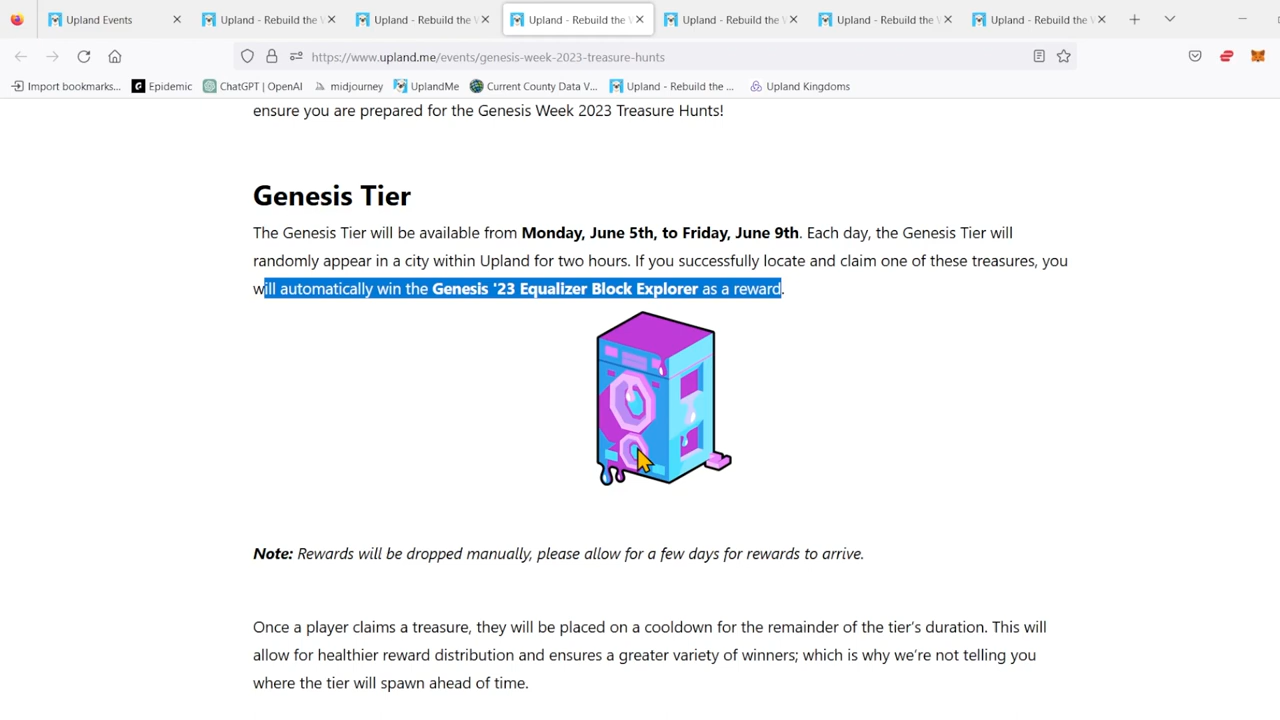 Upland Events
Upland - Rebuild the
Upland - Rebuild the
Upland - Rebuild the
Upland - Rebuild the
Upland - Rebuild the
Upland - Rebuild the
https://www.upland.me/events/genesis-week-2023-treasure-hunts
Import bookmarks...
Epidemic
ChatGPT | OpenAI
midjourney
UplandMe
Current County Data V...
Upland - Rebuild the ...
Upland Kingdoms
ensure you are prepared for the Genesis Week 2023 Treasure Hunts!
Genesis Tier
The Genesis Tier will be available from Monday, June 5th, to Friday, June 9th. Each day, the Genesis Tier will
randomly appear in a city within Upland for two hours. If you successfully locate and claim one of these treasures, you
will automatically win the Genesis '23 Equalizer Block Explorer as a reward.
Note: Rewards will be dropped manually, please allow for a few days for rewards to arrive.
Once a player claims a treasure, they will be placed on a cooldown for the remainder of the tier’s duration. This will
allow for healthier reward distribution and ensures a greater variety of winners; which is why we’re not telling you
where the tier will spawn ahead of time.